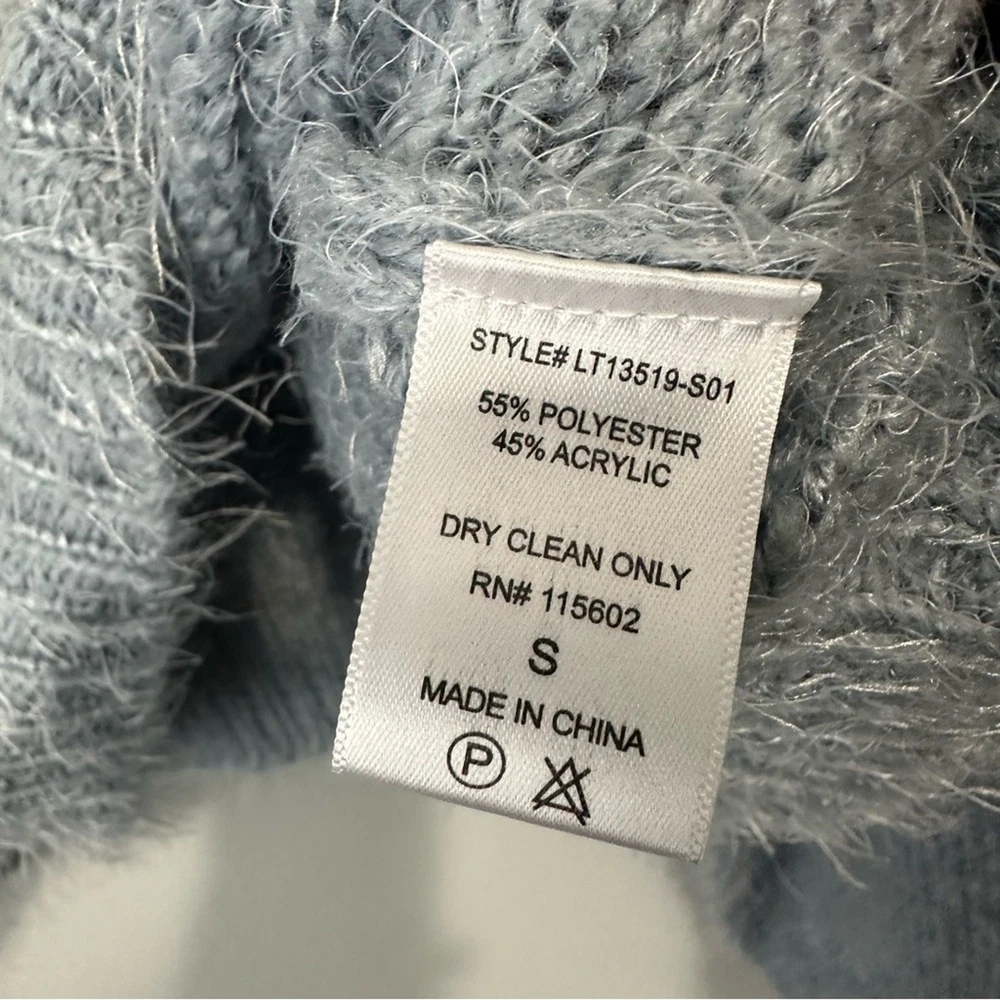 STYLE# LT13519-S01
55% POLYESTER
45% ACRYLIC
DRY CLEAN ONLY
RN# 115602
S
MADE IN CHINA
P